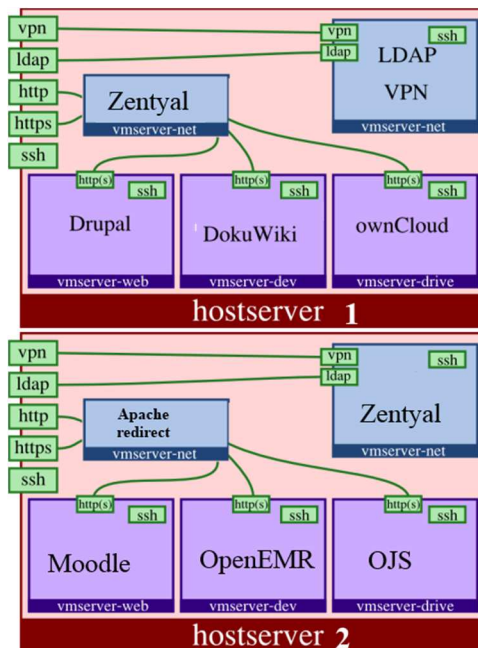 vpn
ldap
http
https
ssh
vpn
ldap
ssh
LDAP
VPN
vmserver-net
Zentyal
vmserver-net
http(s)
ssh
Drupal
vmserver-web
http(s)
ssh
DokuWiki
vmserver-dev
http(s)
ssh
ownCloud
vmserver-drive
hostserver 1
vpn
ldap
http
https
ssh
vpn
ldap
ssh
Zentyal
vmserver-net
Apache
redirect
vmserver-net
http(s)
ssh
Moodle
vmserver-web
http(s)
ssh
OpenEMR
vmserver-dev
http(s)
ssh
OJS
vmserver-drive
hostserver 2